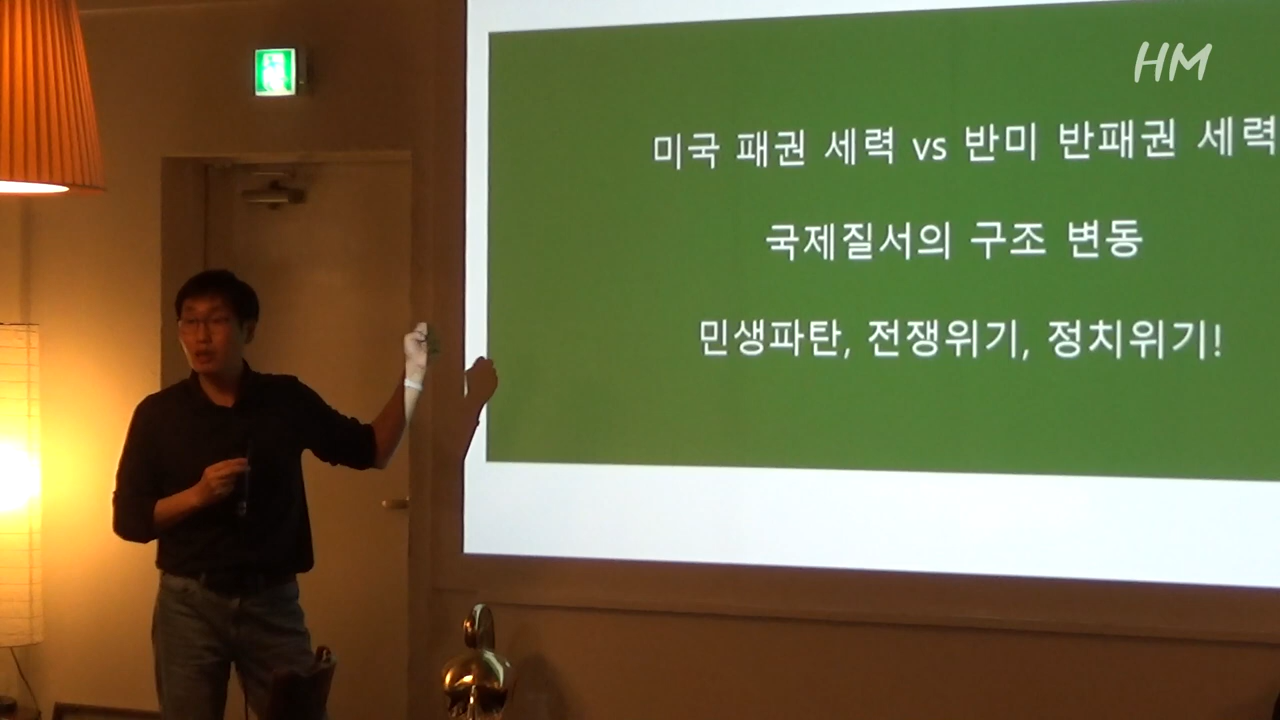 HM
미국 패권 세력 vs 반미 반패권 세력
국제질서의 구조 변동
민생파탄, 전쟁위기, 정치위기!